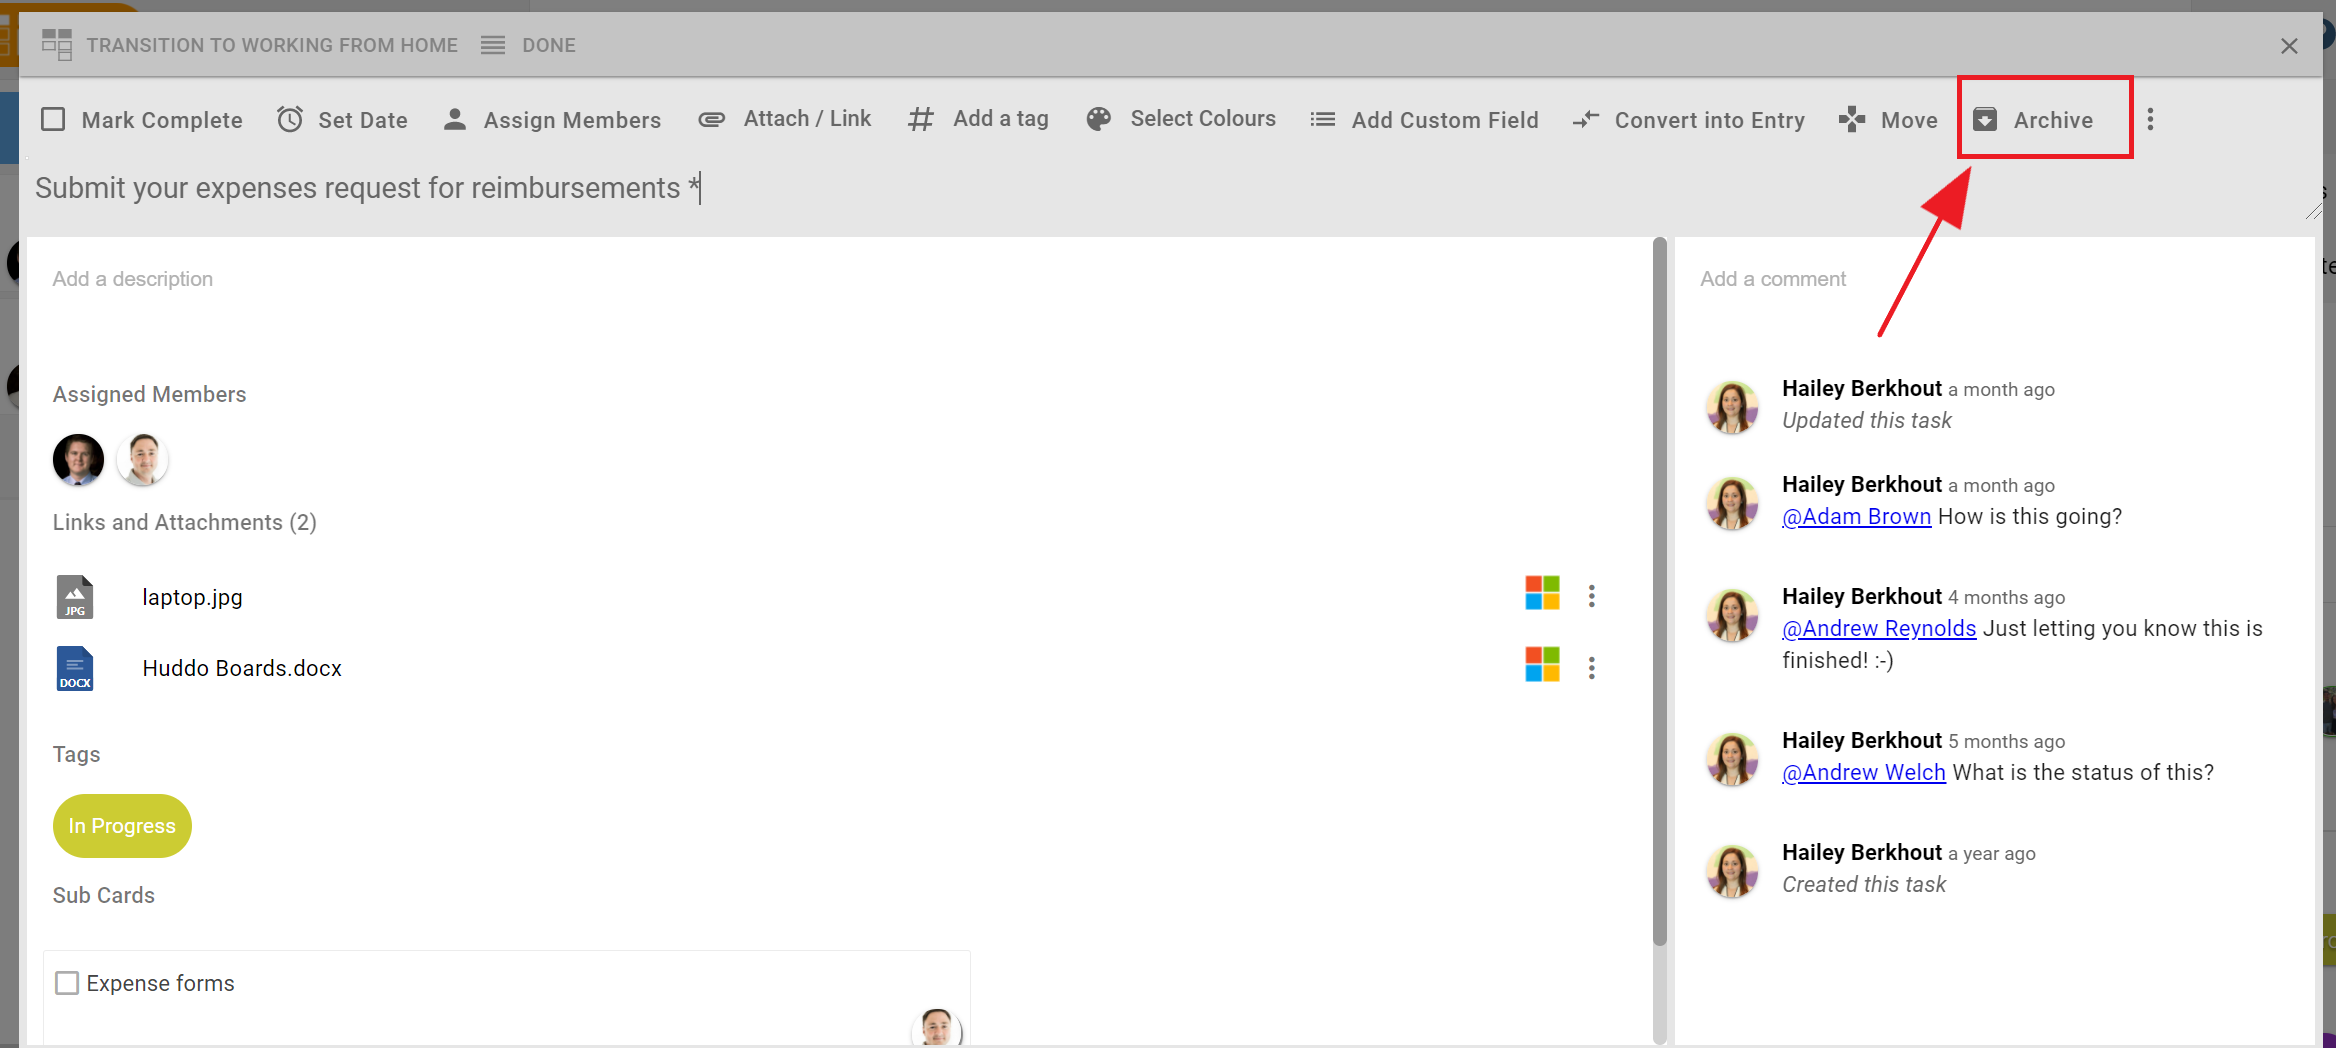 TRANSITION TO WORKING FROM HOME DONE
Mark Complete Set Date Assign Members Attach / Link Add a tag Select Colours Add Custom Field Convert into Entry Move Archive
Submit your expenses request for reimbursements *
Add a description
Assigned Members
Links and Attachments (2)
JPG laptop.jpg
DOCX Huddo Boards.docx
Tags
In Progress
Sub Cards
Expense forms
Add a comment
Hailey Berkhout a month ago
Updated this task
Hailey Berkhout a month ago
@Adam Brown How is this going?
Hailey Berkhout 4 months ago
@Andrew Reynolds Just letting you know this is
finished! :-)
Hailey Berkhout 5 months ago
@Andrew Welch What is the status of this?
Hailey Berkhout a year ago
Created this task